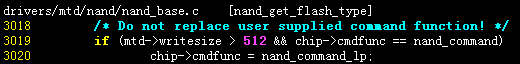 drivers/mtd/nand/nand_base.c    [nand_get_flash_type]
3018         /* Do not replace user supplied command function! */
3019         if (mtd->writesize > 512 && chip->cmdfunc == nand_command)
3020                 chip->cmdfunc = nand_command_lp;